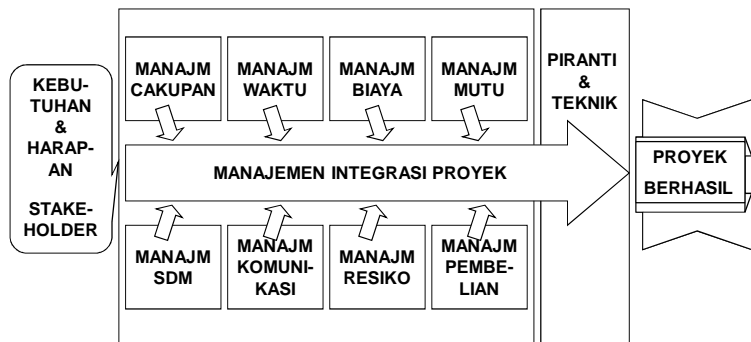 KEBU-
TUHAN
&
HARAP-
AN
STAKE-
HOLDER
MANAJM
CAKUPAN
MANAJM
WAKTU
MANAJM
BIAYA
MANAJM
MUTU
MANAJEMEN INTEGRASI PROYEK
MANAJM
SDM
MANAJM
KOMUNI-
KASI
MANAJM
RESIKO
MANAJM
PEMBE-
LIAN
PIRANTI
&
TEKNIK
PROYEK
BERHASIL